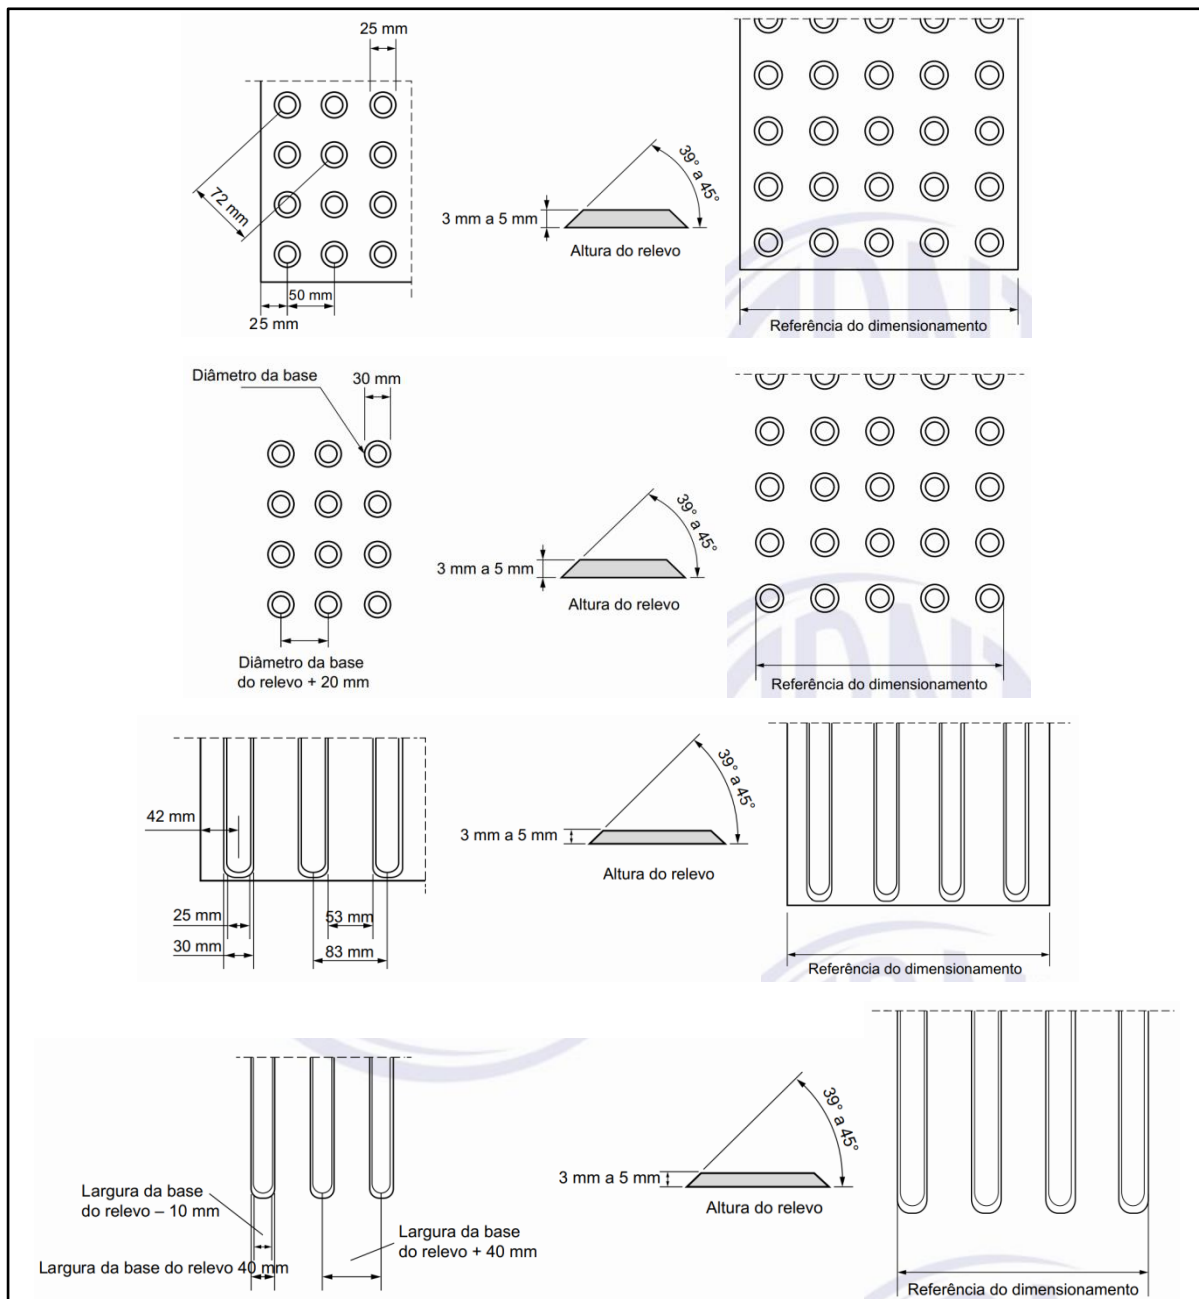 25 mm
72 mm
50 mm
25 mm
3 mm a 5 mm
39° a 45°
Altura do relevo
Referência do dimensionamento
Diâmetro da base
30 mm
Diâmetro da base
do relevo + 20 mm
3 mm a 5 mm
39° a 45°
Altura do relevo
Referência do dimensionamento
42 mm
25 mm
30 mm
53 mm
83 mm
3 mm a 5 mm
39° a 45°
Altura do relevo
Referência do dimensionamento
Largura da base
do relevo – 10 mm
Largura da base do relevo 40 mm
Largura da base
do relevo + 40 mm
3 mm a 5 mm
39° a 45°
Altura do relevo
Referência do dimensionamento